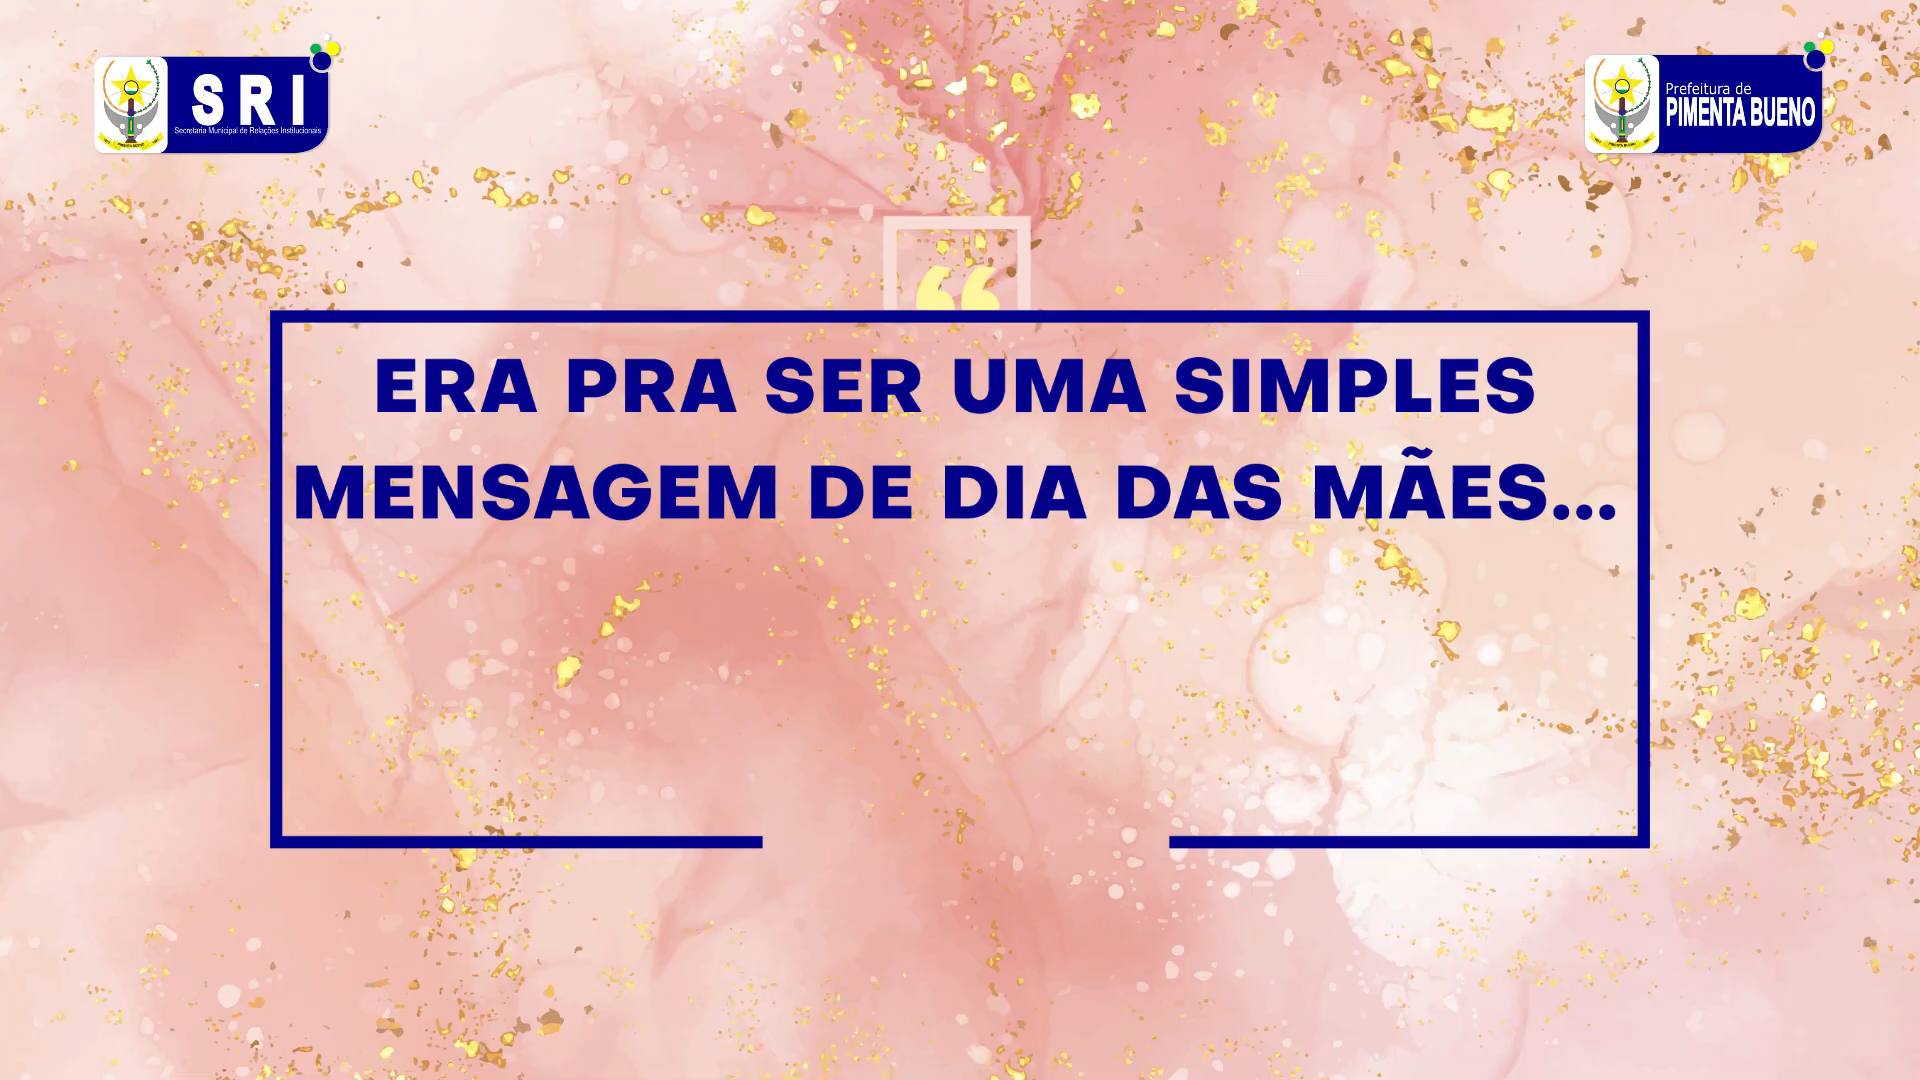 SRI
Secretaria Municipal de Relações Institucionais
Prefeitura de
PIMENTA BUENO
“
ERA PRA SER UMA SIMPLES
MENSAGEM DE DIA DAS MÃES...